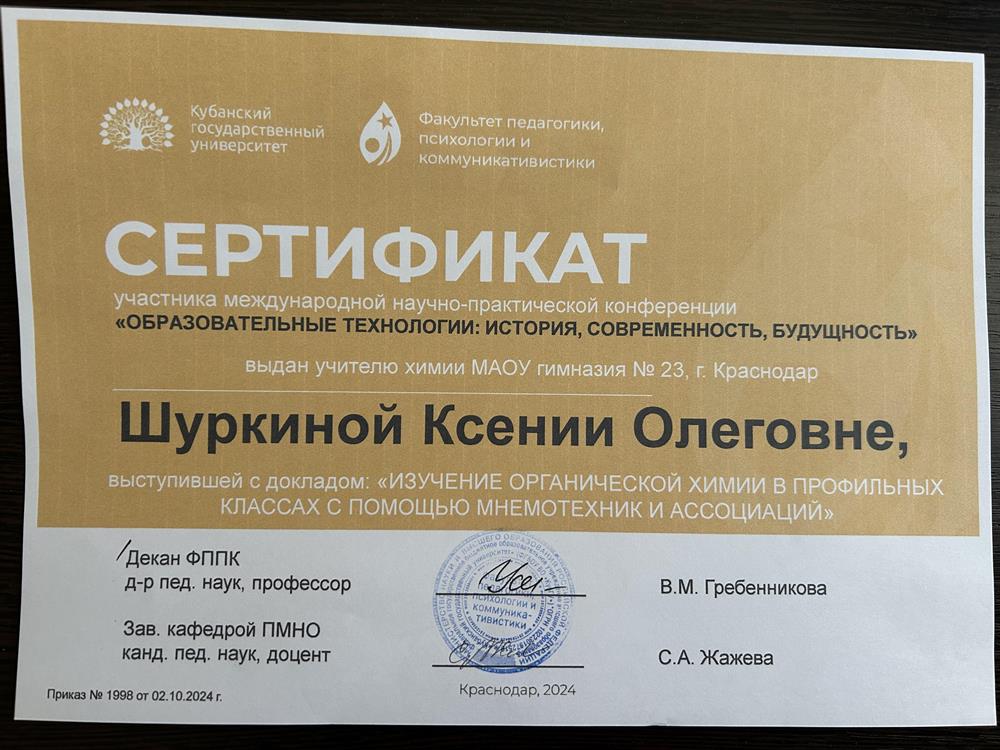 Кубанский
государственный
университет
Факультет педагогики,
психологии и
коммуникативистики
СЕРТИФИКАТ
участника международной научно-практической конференции
«ОБРАЗОВАТЕЛЬНЫЕ ТЕХНОЛОГИИ: ИСТОРИЯ, СОВРЕМЕННОСТЬ, БУДУЩНОСТЬ»
выдан учителю химии МАОУ гимназия № 23, г. Краснодар
Шуркиной Ксении Олеговне,
выступившей с докладом: «ИЗУЧЕНИЕ ОРГАНИЧЕСКОЙ ХИМИИ В ПРОФИЛЬНЫХ
КЛАССАХ С ПОМОЩЬЮ МНЕМОТЕХНИК И АССОЦИАЦИЙ»
Декан ФППК
д-р пед. наук, профессор
В.М. Гребенникова
психологии и
коммуника-
тивистики
Зав. кафедрой ПМНО
канд. пед. наук, доцент
С.А. Жажева
Краснодар, 2024
Приказ № 1998 от 02.10.2024 г.